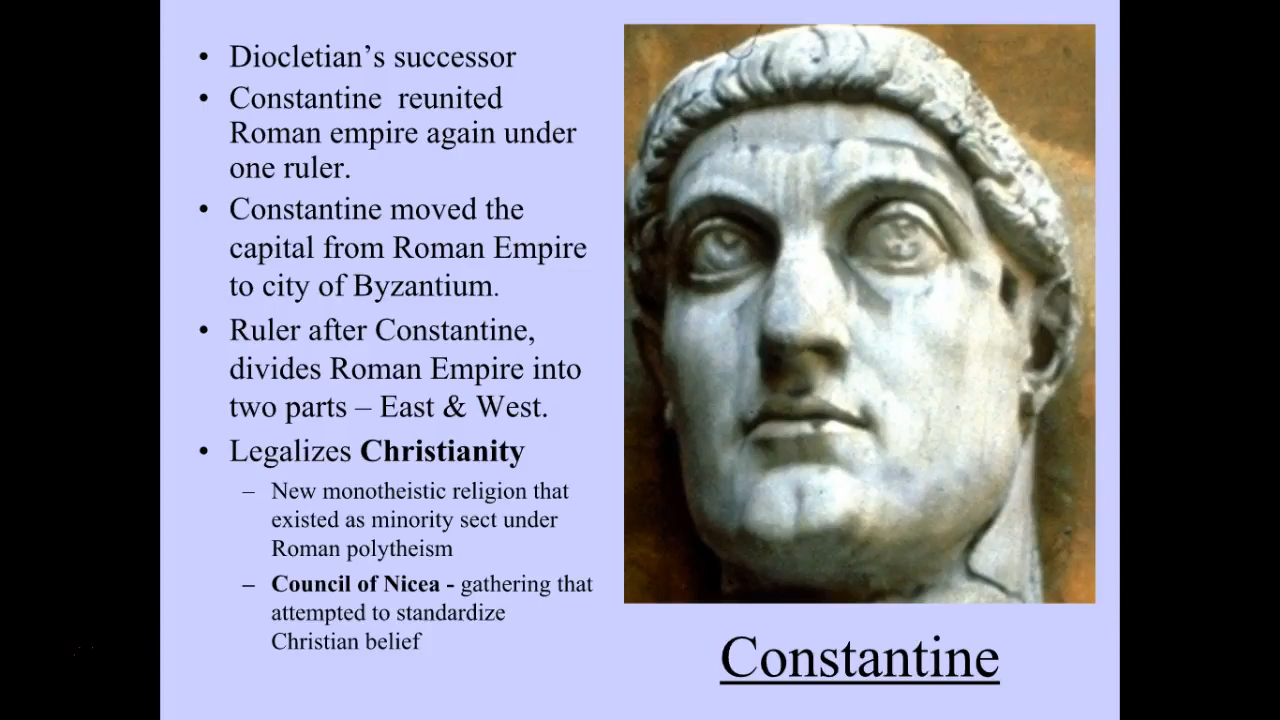 • Diocletian’s successor
• Constantine  reunited
Roman empire again under
one ruler.
• Constantine moved the
capital from Roman Empire
to city of Byzantium.
• Ruler after Constantine,
divides Roman Empire into
two parts – East & West.
• Legalizes Christianity
– New monotheistic religion that
existed as minority sect under
Roman polytheism
– Council of Nicea - gathering that
attempted to standardize
Christian belief
Constantine